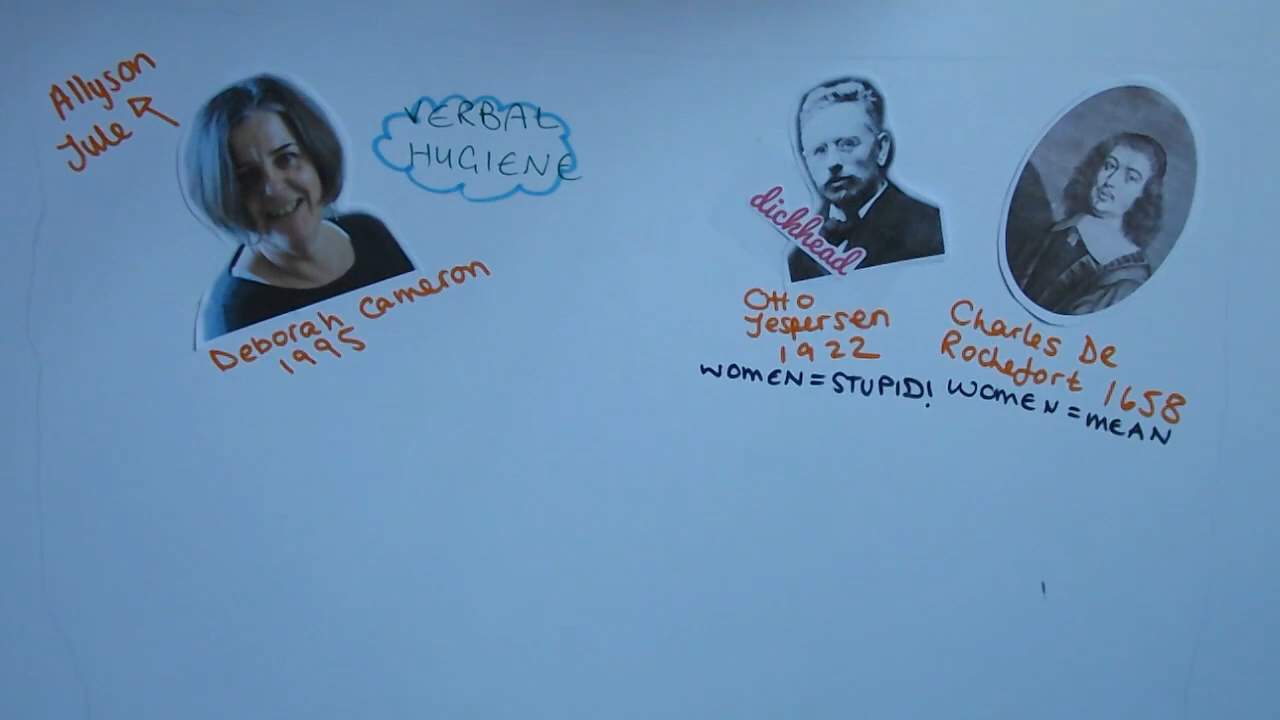 Allyson
Jule
VERBAL
HUGIENE
Deborah Cameron
1995
dickhead
Otto
Jespersen
1922
WOMEN = STUPID!
Charles De
Rochefort 1658
WOMEN = MEAN